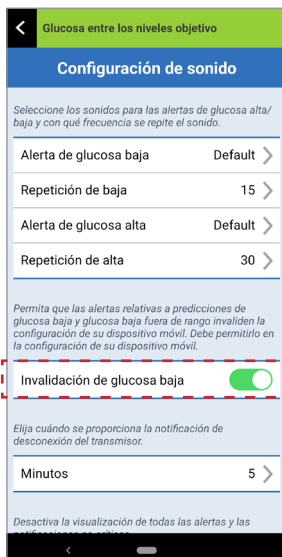 Glucosa entre los niveles objetivo
Configuración de sonido
Seleccione los sonidos para las alertas de glucosa alta/
baja y con qué frecuencia se repite el sonido.
Alerta de glucosa baja Default
Repetición de baja 15
Alerta de glucosa alta Default
Repetición de alta 30
Permita que las alertas relativas a predicciones de
glucosa baja y glucosa baja fuera de rango invaliden la
configuración de su dispositivo móvil. Debe permitirlo en
la configuración de su dispositivo móvil.
Invalidación de glucosa baja
Elija cuándo se proporciona la notificación de
desconexión del transmisor.
Minutos 5
Desactiva la visualización de todas las alertas y las